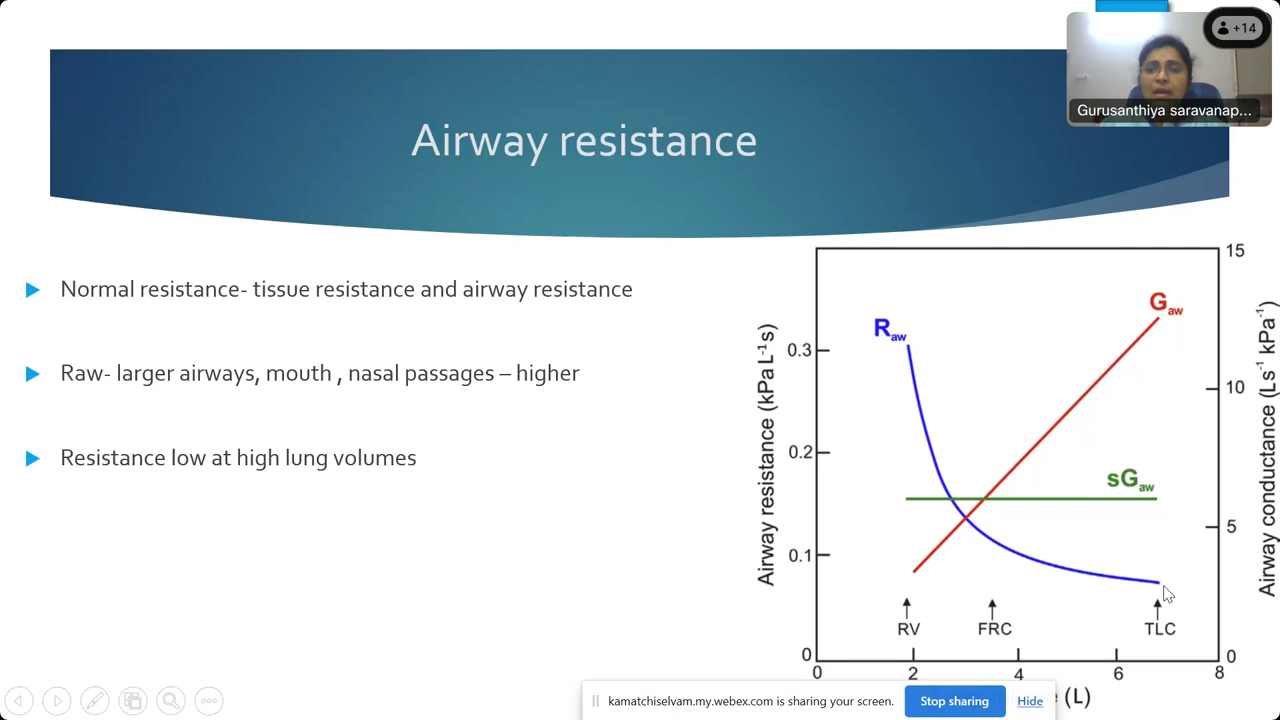 +14
Gurusanthiya saravanap...
Airway resistance
Normal resistance- tissue resistance and airway resistance
Raw- larger airways, mouth , nasal passages – higher
Resistance low at high lung volumes
Airway resistance (kPa L⁻¹ s)
0.3
0.2
0.1
0
Raw
Gaw
sGaw
RV
FRC
TLC
0
2
4
6
8
15
10
5
0
Airway conductance (Ls⁻¹ kPa⁻¹)
(L)
kamatchiselvam.my.webex.com is sharing your screen.
Stop sharing
Hide